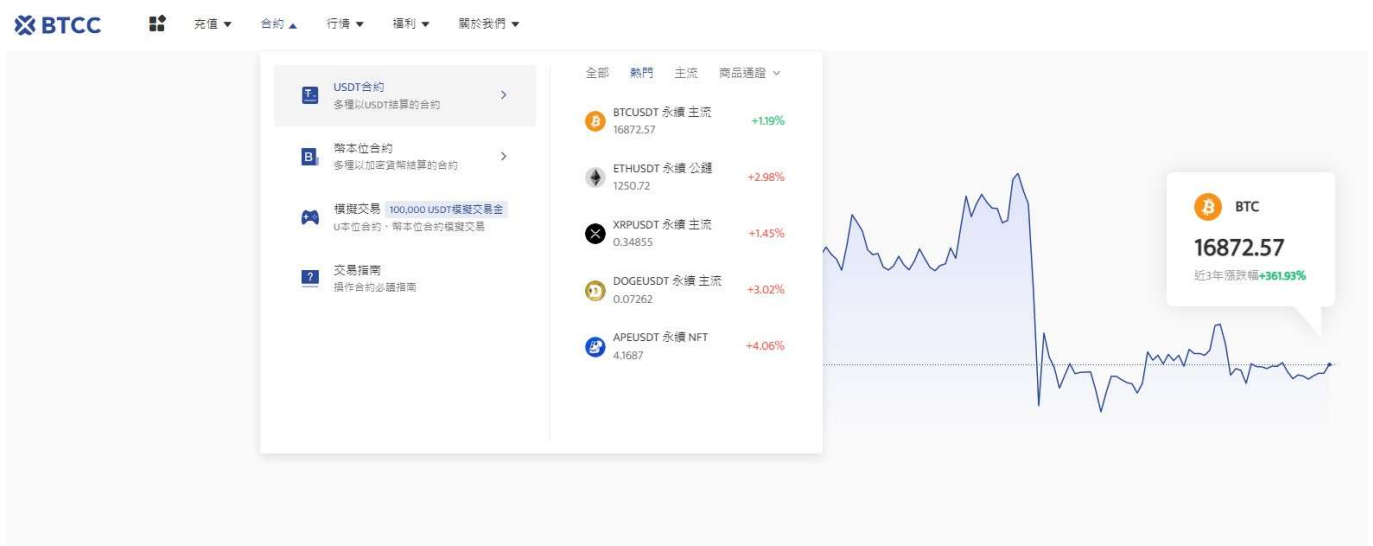 BTCC
充值 ▼
合約 ▲
行情 ▼
福利 ▼
關於我們 ▼
USDT合約
多種以USDT結算的合約
幣本位合約
多種以加密貨幣結算的合約
模擬交易 100,000 USDT模擬交易金
U本位合約、幣本位合約模擬交易
交易指南
操作合約必讀指南
全部 熱門 主流 商品通證
BTCUSDT 永續 主流
16872.57
+1.19%
ETHUSDT 永續 公鏈
1250.72
+2.98%
XRPUSDT 永續 主流
0.34855
+1.45%
DOGEUSDT 永續 主流
0.07262
+3.02%
APEUSDT 永續 NFT
4.1687
+4.06%
BTC
16872.57
近3年漲跌幅+361.93%